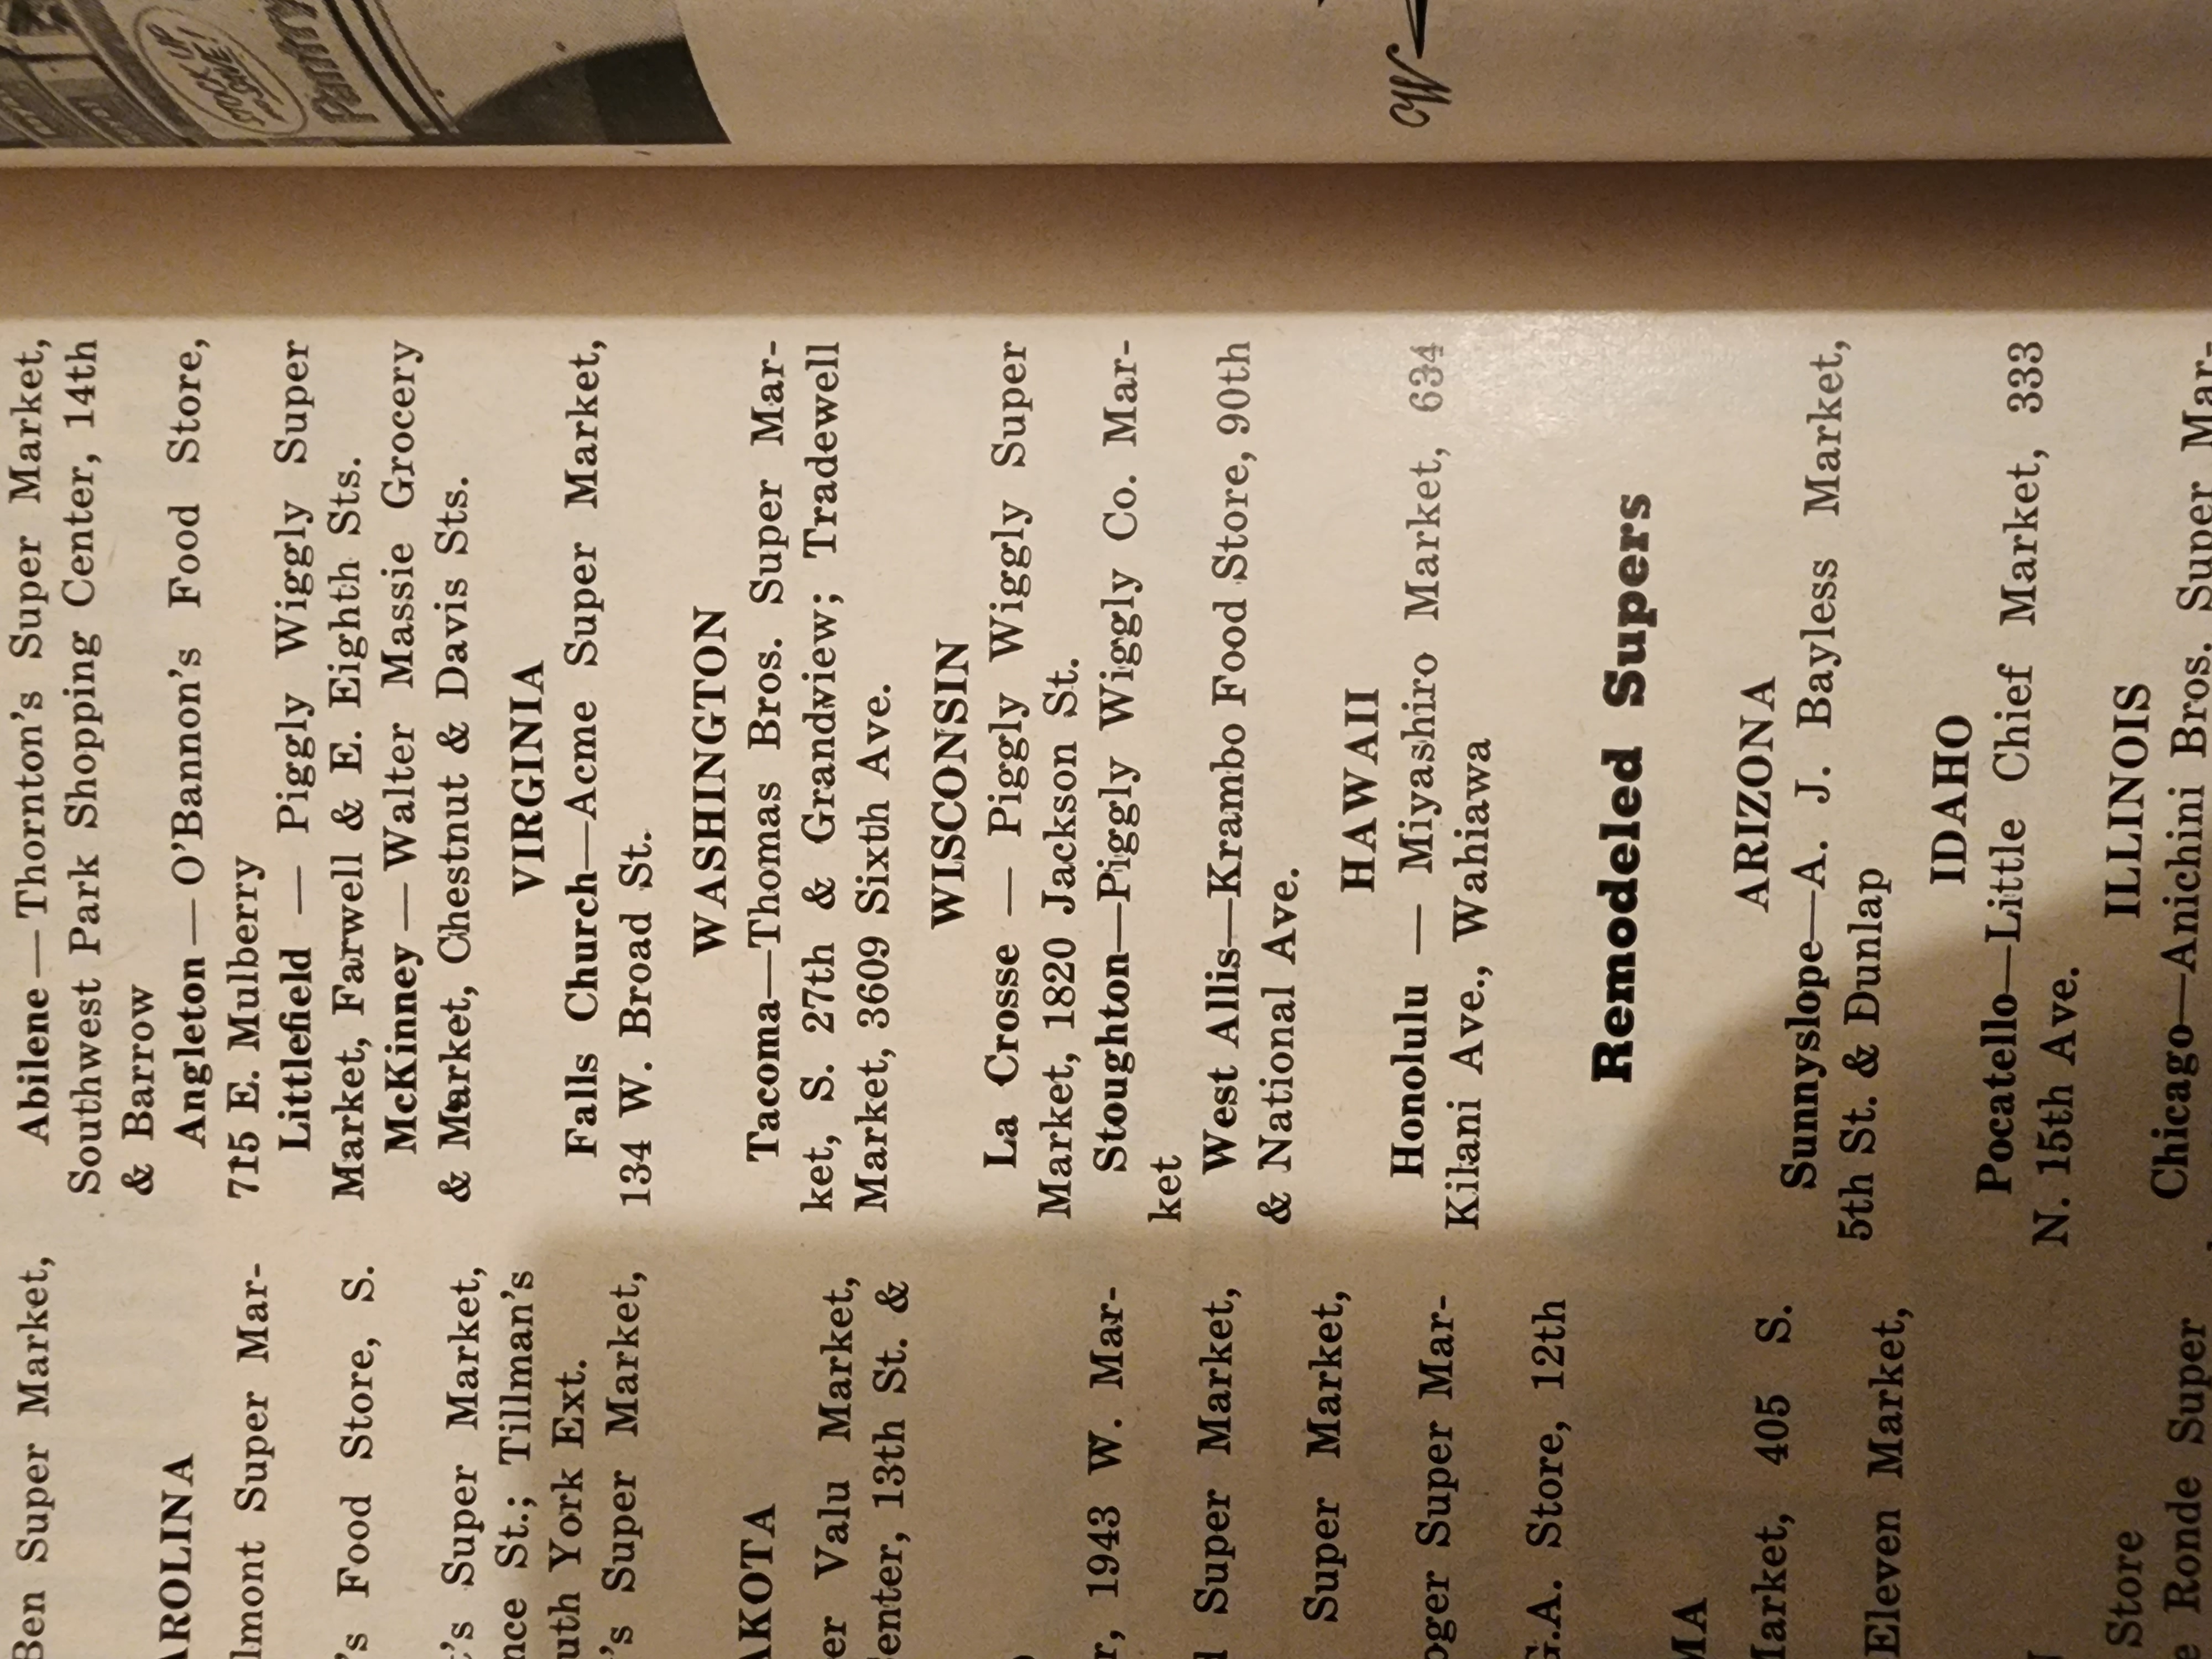 Ben Super Market,
AROLINA
lmont Super Mar-
's Food Store, S.
t's Super Market,
nce St.; Tillman's
uth York Ext.
's Super Market,
AKOTA
er Valu Market,
enter, 13th St. &
r, 1943 W. Mar-
l Super Market,
Super Market,
oger Super Mar-
G.A. Store, 12th
MA
Market, 405 S.
Eleven Market,
Store
e Ronde Super
Abilene—Thornton's Super Market,
Southwest Park Shopping Center, 14th
& Barrow
Angleton—O'Bannon's Food Store,
715 E. Mulberry
Littlefield — Piggly Wiggly Super
Market, Farwell & E. Eighth Sts.
McKinney—Walter Massie Grocery
& Market, Chestnut & Davis Sts.
VIRGINIA
Falls Church—Acme Super Market,
134 W. Broad St.
WASHINGTON
Tacoma—Thomas Bros. Super Mar-
ket, S. 27th & Grandview; Tradewell
Market, 3609 Sixth Ave.
WISCONSIN
La Crosse — Piggly Wiggly Super
Market, 1820 Jackson St.
Stoughton—Piggly Wiggly Co. Mar-
ket
West Allis—Krambo Food Store, 90th
& National Ave.
HAWAII
Honolulu — Miyashiro Market, 634
Kilani Ave., Wahiawa
Remodeled Supers
ARIZONA
Sunnyslope—A. J. Bayless Market,
5th St. & Dunlap
IDAHO
Pocatello—Little Chief Market, 333
N. 15th Ave.
ILLINOIS
Chicago—Anichini Bros. Super Mar-
STOCK UP
Pantry
W